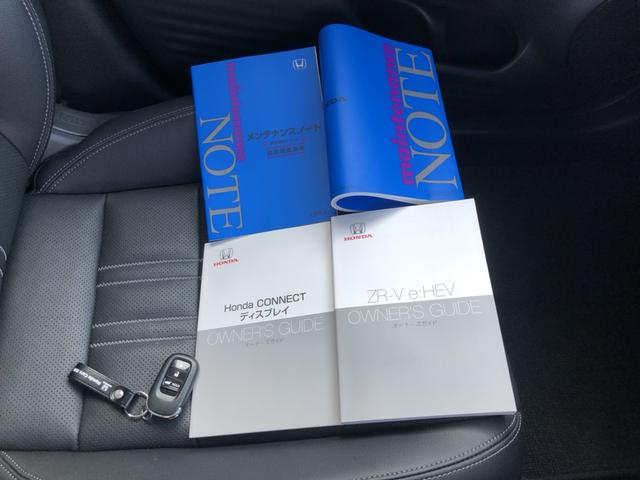 maintenance
NOTE
メンテナンスノート
HONDA
maintenance
NOTE
HONDA
Honda CONNECT
ディスプレイ
OWNER'S GUIDE
オーナーズガイド
HONDA
ZR-V e:HEV
OWNER'S GUIDE
オーナーズガイド
Honda Cars